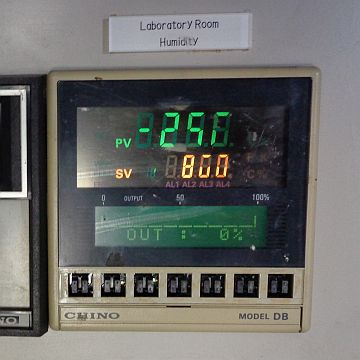 Laboratory Room
Humidity
PV -25.0
SV 80.0
AL1 AL2 AL3 AL4
0 OUTPUT 50 100%
OUT : 0%
CHINO MODEL DB